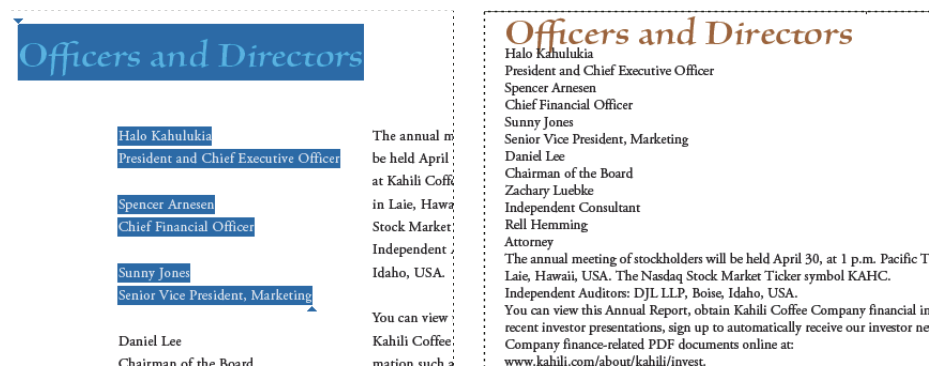 Officers and Directors
Halo Kahulukia
President and Chief Executive Officer
Spencer Arnesen
Chief Financial Officer
Sunny Jones
Senior Vice President, Marketing
Daniel Lee
Chairman of the Board
The annual
be held April
at Kahili
in Laie,
Stock Market
Independent
Idaho, USA.
You can view
Kahili Coffee
mation such
Officers and Directors
Halo Kahulukia
President and Chief Executive Officer
Spencer Arnesen
Chief Financial Officer
Sunny Jones
Senior Vice President, Marketing
Daniel Lee
Chairman of the Board
Zachary Luebke
Independent Consultant
Rell Hemming
Attorney
The annual meeting of stockholders will be held April 30, at 1 p.m. Pacific
Laie, Hawaii, USA. The Nasdaq Stock Market Ticker symbol KAHC.
Independent Auditors: DJL LLP, Boise, Idaho, USA.
You can view this Annual Report, obtain Kahili Coffee Company financial
recent investor presentations, sign up to automatically receive our investor
Company finance-related PDF documents online at:
www.kahili.com/about/kahili/invest.